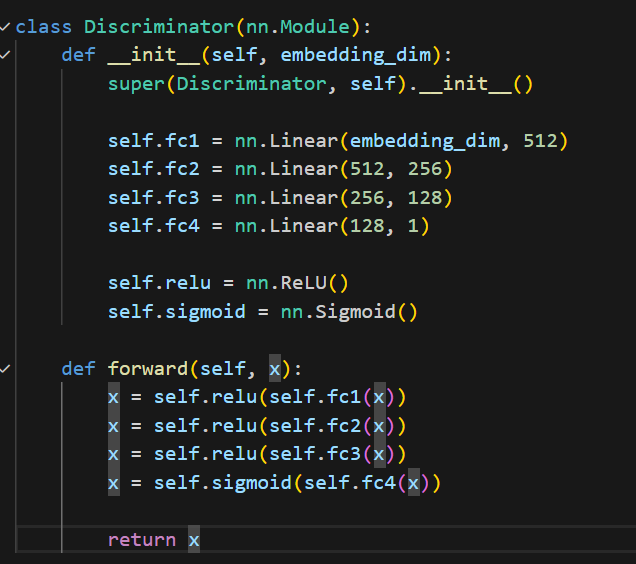 class Discriminator(nn.Module):
    def __init__(self, embedding_dim):
        super(Discriminator, self).__init__()
        self.fc1 = nn.Linear(embedding_dim, 512)
        self.fc2 = nn.Linear(512, 256)
        self.fc3 = nn.Linear(256, 128)
        self.fc4 = nn.Linear(128, 1)
        self.relu = nn.ReLU()
        self.sigmoid = nn.Sigmoid()
    def forward(self, x):
        x = self.relu(self.fc1(x))
        x = self.relu(self.fc2(x))
        x = self.relu(self.fc3(x))
        x = self.sigmoid(self.fc4(x))
        return x